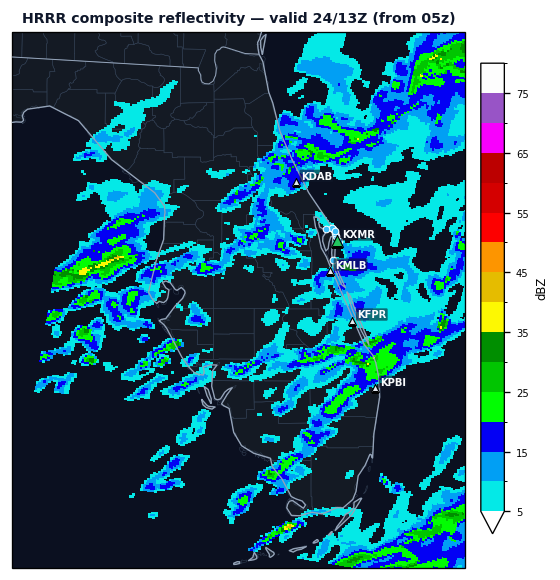 HRRR composite reflectivity — valid 24/13Z (from 05z)
KDAB
KXMR
KMLB
KFPR
KPBI
75
65
55
45
35
25
15
5
dBZ